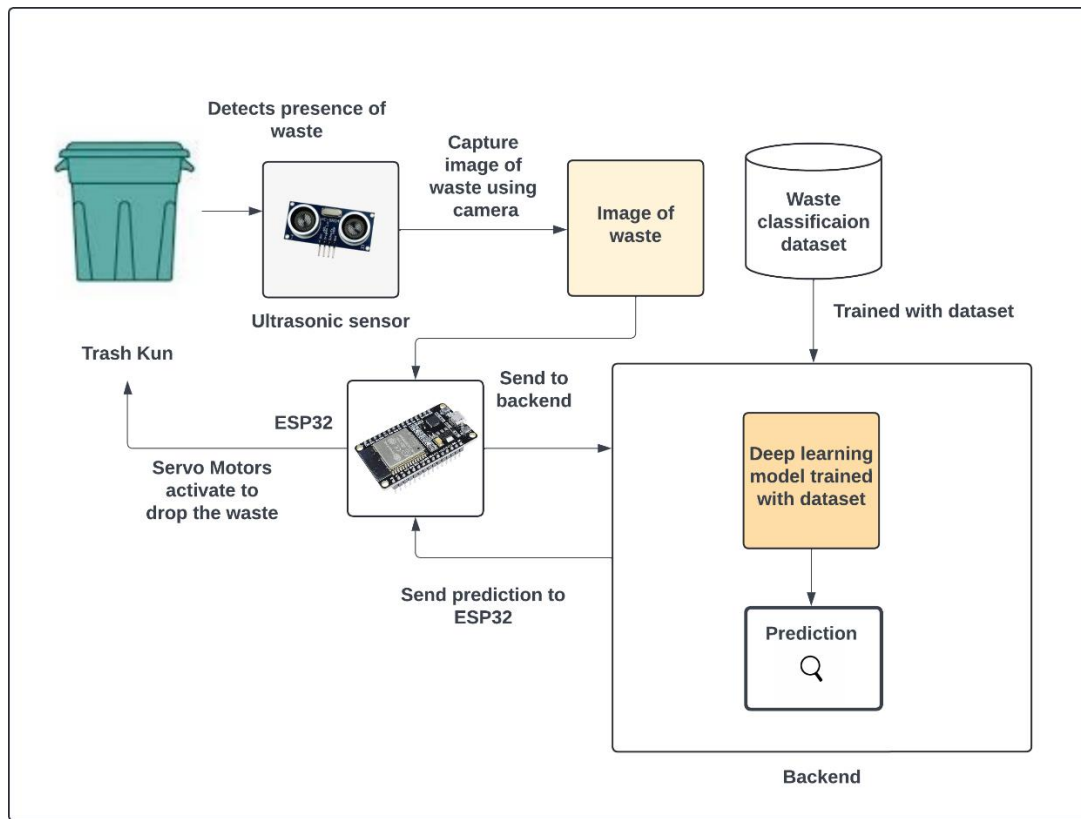 Detects presence of
waste
Capture
image of
waste using
camera
Image of
waste
Waste
classificaion
dataset
Ultrasonic sensor
Trained with dataset
Trash Kun
Send to
backend
ESP32
Servo Motors
activate to
drop the waste
Deep learning
model trained
with dataset
Send prediction to
ESP32
Prediction
Backend